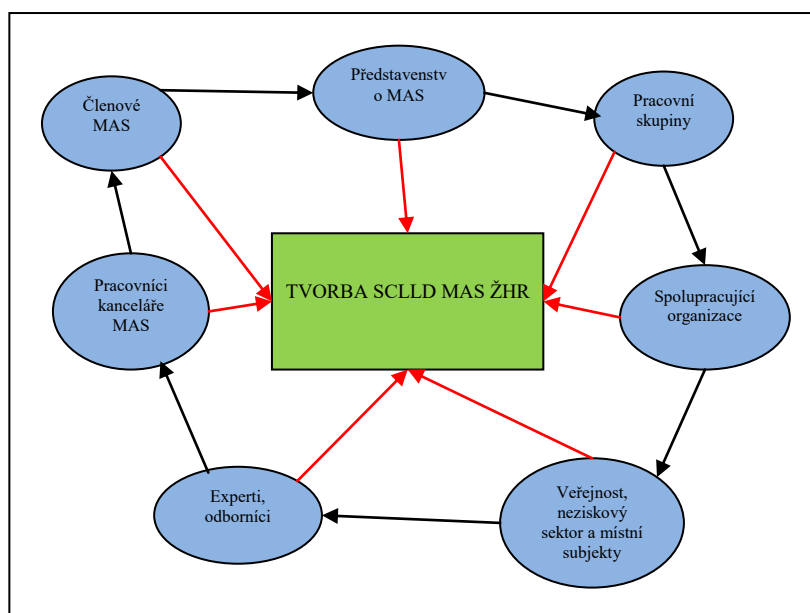 Představenstv
o MAS
Členové
MAS
Pracovní
skupiny
Pracovníci
kanceláře
MAS
TVORBA SCLLD MAS ŽHR
Spolupracující
organizace
Experti,
odborníci
Veřejnost,
neziskový
sektor a místní
subjekty